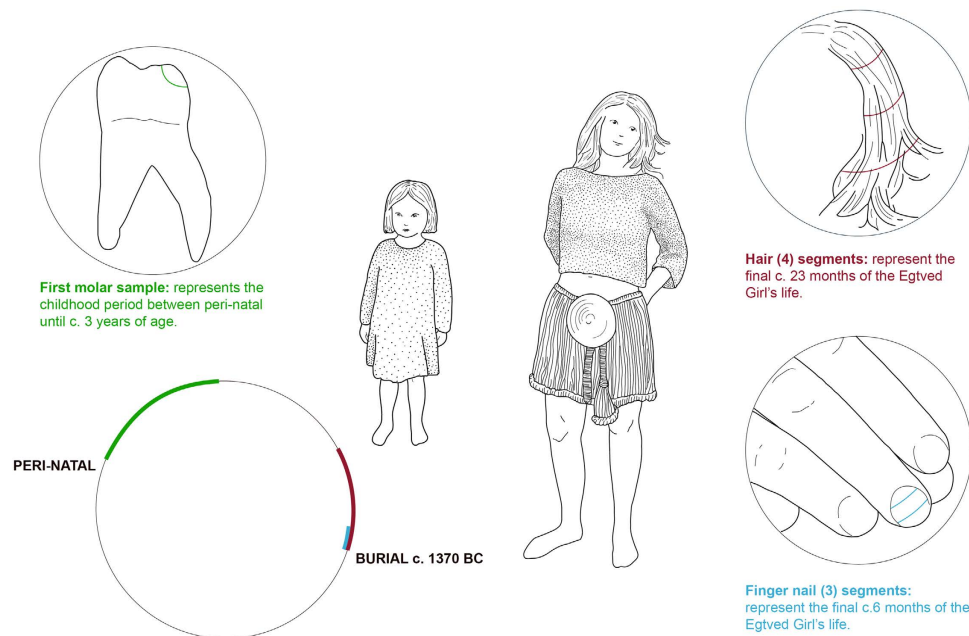 First molar sample: represents the
childhood period between peri-natal
until c. 3 years of age.
Hair (4) segments: represent the
final c. 23 months of the Egtved
Girl's life.
PERI-NATAL
BURIAL c. 1370 BC
Finger nail (3) segments:
represent the final c.6 months of the
Egtved Girl's life.